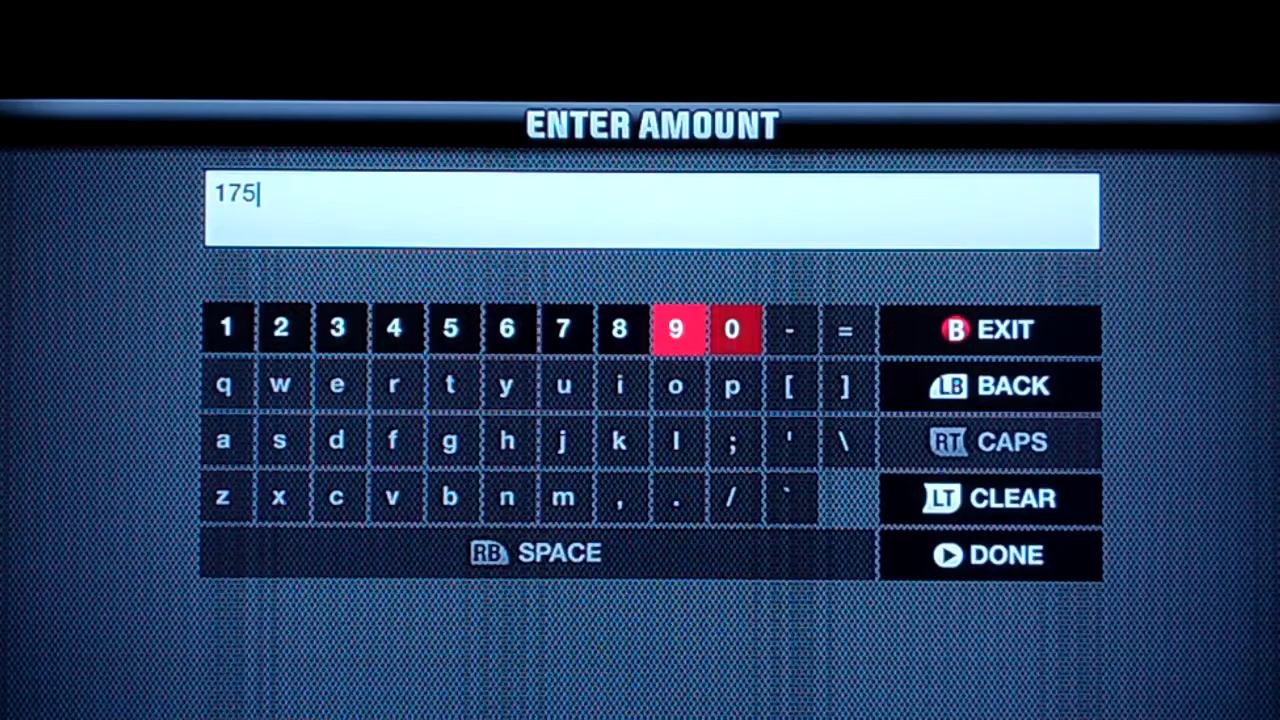 ENTER AMOUNT
175
1 2 3 4 5 6 7 8 9 0 - = B EXIT
q w e r t y u i o p [ ] LB BACK
a s d f g h j k l ; ' \ RT CAPS
z x c v b n m , . / ` LT CLEAR
RB SPACE DONE